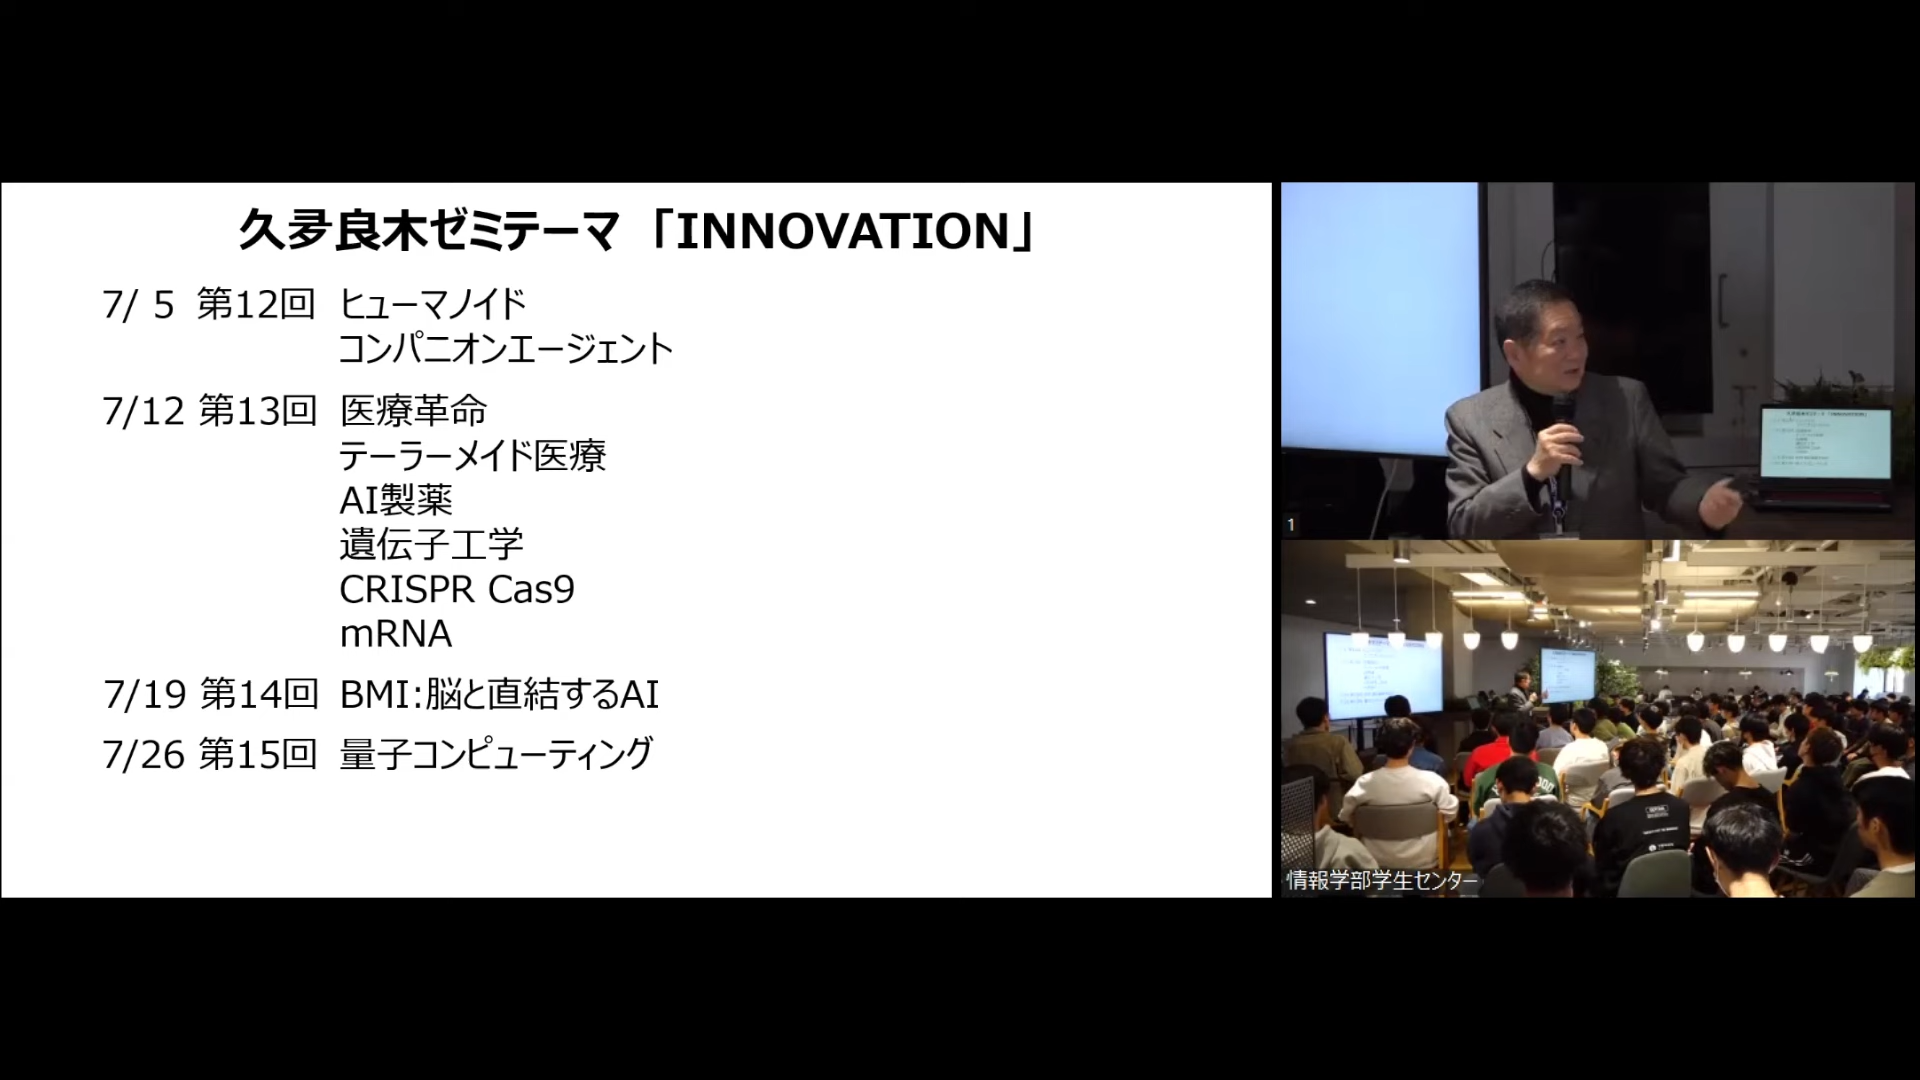 久夛良木ゼミテーマ「INNOVATION」
7/ 5 第12回 ヒューマノイド
コンパニオンエージェント
7/12 第13回 医療革命
テーラーメイド医療
AI製薬
遺伝子工学
CRISPR Cas9
mRNA
7/19 第14回 BMI:脳と直結するAI
7/26 第15回 量子コンピューティング
1
情報学部学生センター